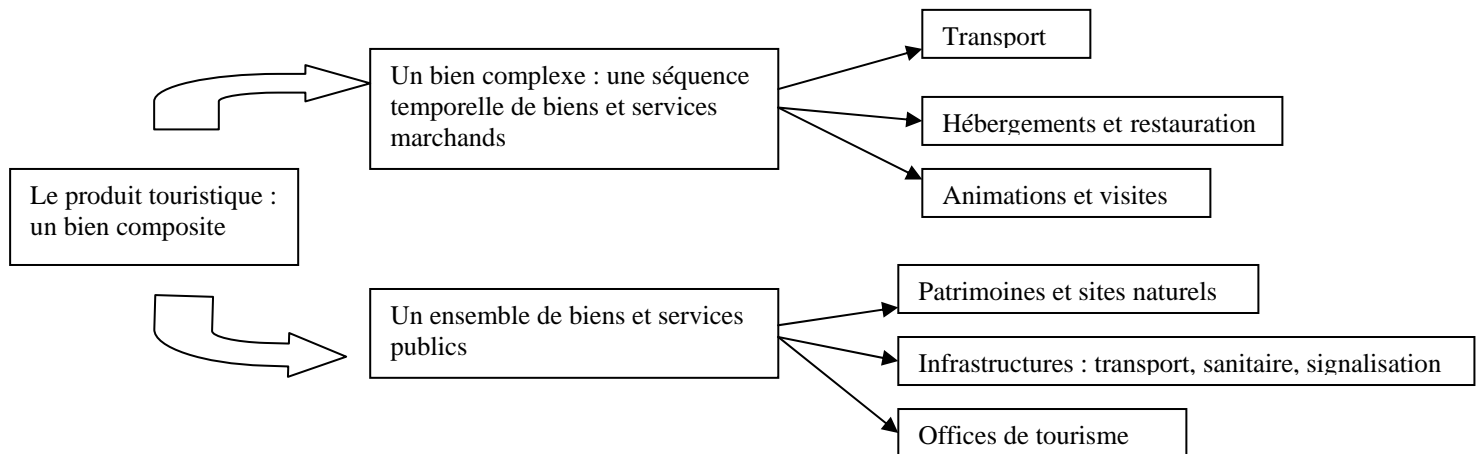 Le produit touristique :
un bien composite
Un bien complexe : une séquence
temporelle de biens et services
marchands
Transport
Hébergements et restauration
Animations et visites
Un ensemble de biens et services
publics
Patrimoines et sites naturels
Infrastructures : transport, sanitaire, signalisation
Offices de tourisme